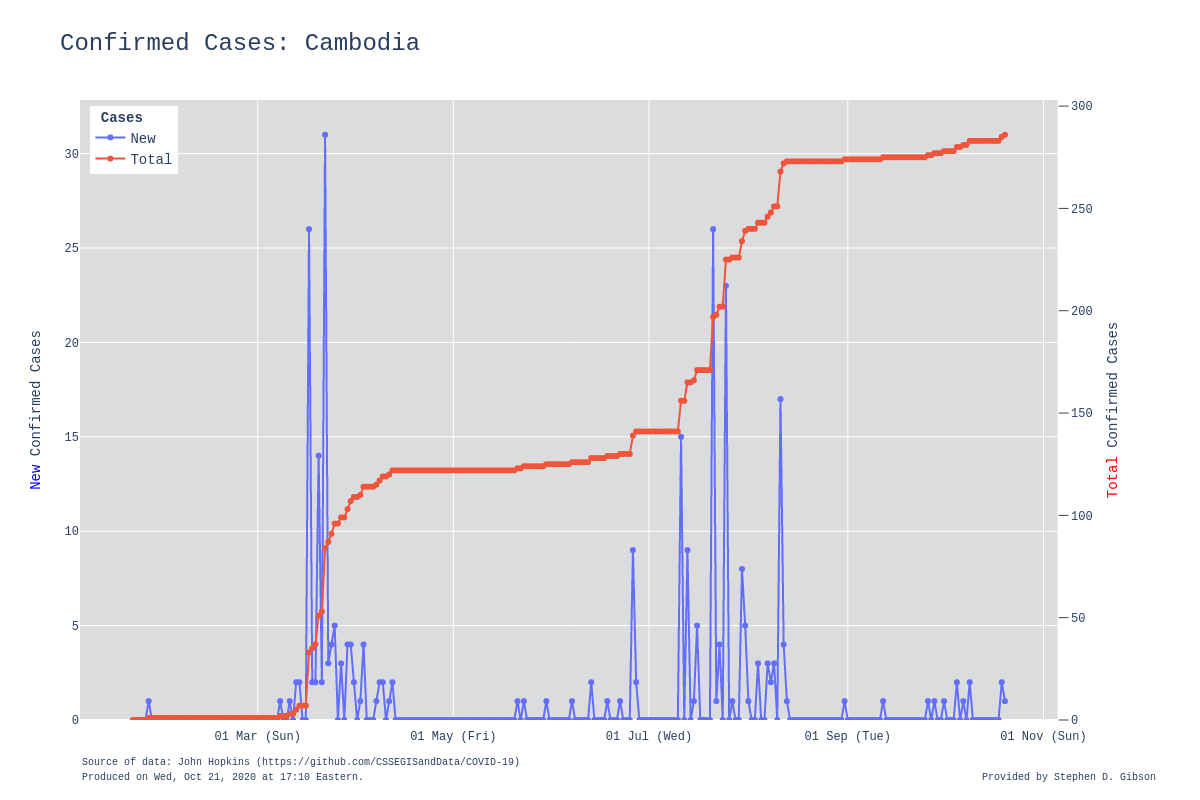 Confirmed Cases: Cambodia
Cases
New
Total
30
25
20
15
10
5
0
New Confirmed Cases
300
250
200
150
100
50
0
Total Confirmed Cases
01 Mar (Sun)
01 May (Fri)
01 Jul (Wed)
01 Sep (Tue)
01 Nov (Sun)
Source of data: John Hopkins (https://github.com/CSSEGISandData/COVID-19)
Produced on Wed, Oct 21, 2020 at 17:10 Eastern.
Provided by Stephen D. Gibson